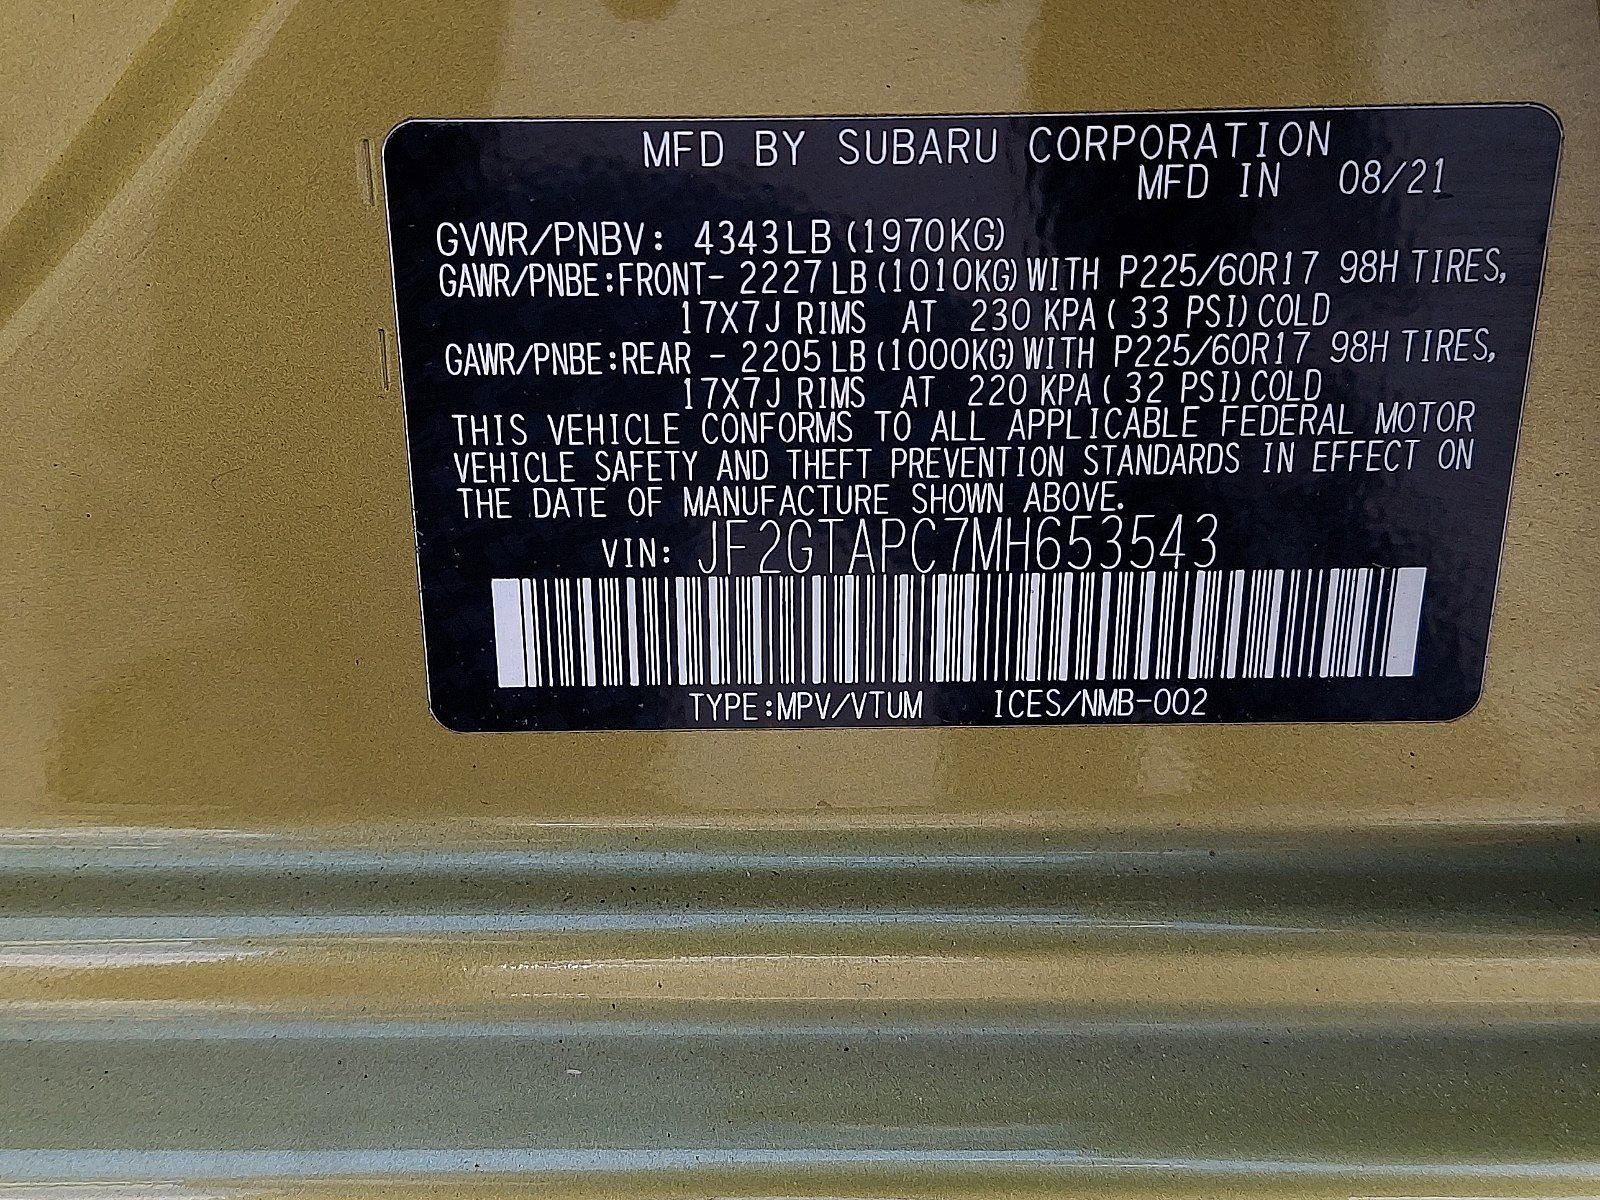 MFD BY SUBARU CORPORATION
MFD IN 08/21
GVWR/PNBV: 4343LB (1970KG)
GAWR/PNBE:FRONT- 2227 LB (1010KG) WITH P225/60R17 98H TIRES,
17X7J RIMS AT 230 KPA ( 33 PSI) COLD
GAWR/PNBE:REAR - 2205 LB (1000KG) WITH P225/60R17 98H TIRES,
17X7J RIMS AT 220 KPA ( 32 PSI) COLD
THIS VEHICLE CONFORMS TO ALL APPLICABLE FEDERAL MOTOR
VEHICLE SAFETY AND THEFT PREVENTION STANDARDS IN EFFECT ON
THE DATE OF MANUFACTURE SHOWN ABOVE.
VIN: JF2GTAPC7MH653543
TYPE:MPV/VTUM ICES/NMB-002